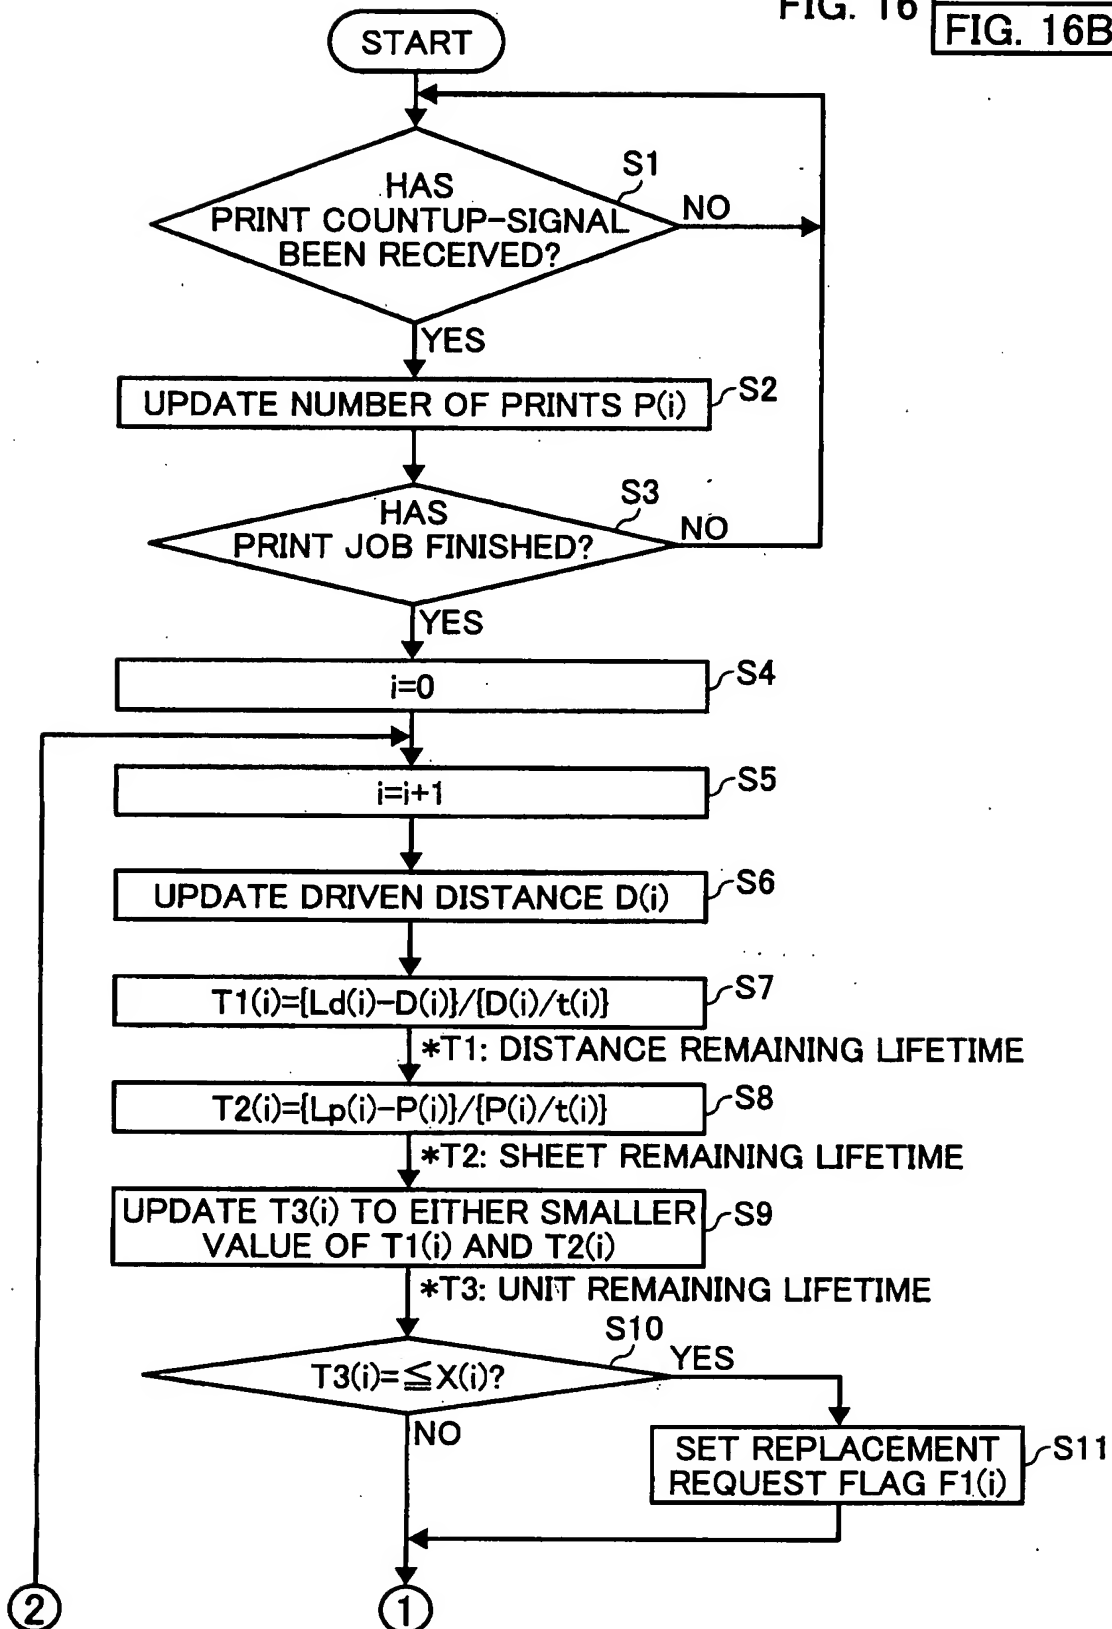 FIG. 16
FIG. 16B
START
HAS
PRINT COUNTUP-SIGNAL
BEEN RECEIVED?
S1
NO
YES
UPDATE NUMBER OF PRINTS P(i)
S2
HAS
PRINT JOB FINISHED?
S3
NO
YES
i=0
S4
i=i+1
S5
UPDATE DRIVEN DISTANCE D(i)
S6
T1(i)={Ld(i)-D(i)}/{D(i)/t(i)}
S7
*T1: DISTANCE REMAINING LIFETIME
T2(i)={Lp(i)-P(i)}/{P(i)/t(i)}
S8
*T2: SHEET REMAINING LIFETIME
UPDATE T3(i) TO EITHER SMALLER
VALUE OF T1(i) AND T2(i)
S9
*T3: UNIT REMAINING LIFETIME
T3(i)=≦X(i)?
S10
YES
NO
SET REPLACEMENT
REQUEST FLAG F1(i)
S11
2
1